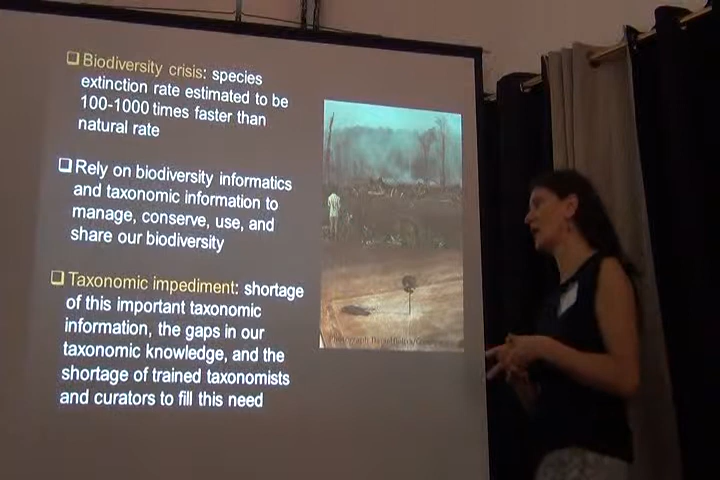 ❑ Biodiversity crisis: species
extinction rate estimated to be
100-1000 times faster than
natural rate
❑ Rely on biodiversity informatics
and taxonomic information to
manage, conserve, use, and
share our biodiversity
❑ Taxonomic impediment: shortage
of this important taxonomic
information, the gaps in our
taxonomic knowledge, and the
shortage of trained taxonomists
and curators to fill this need